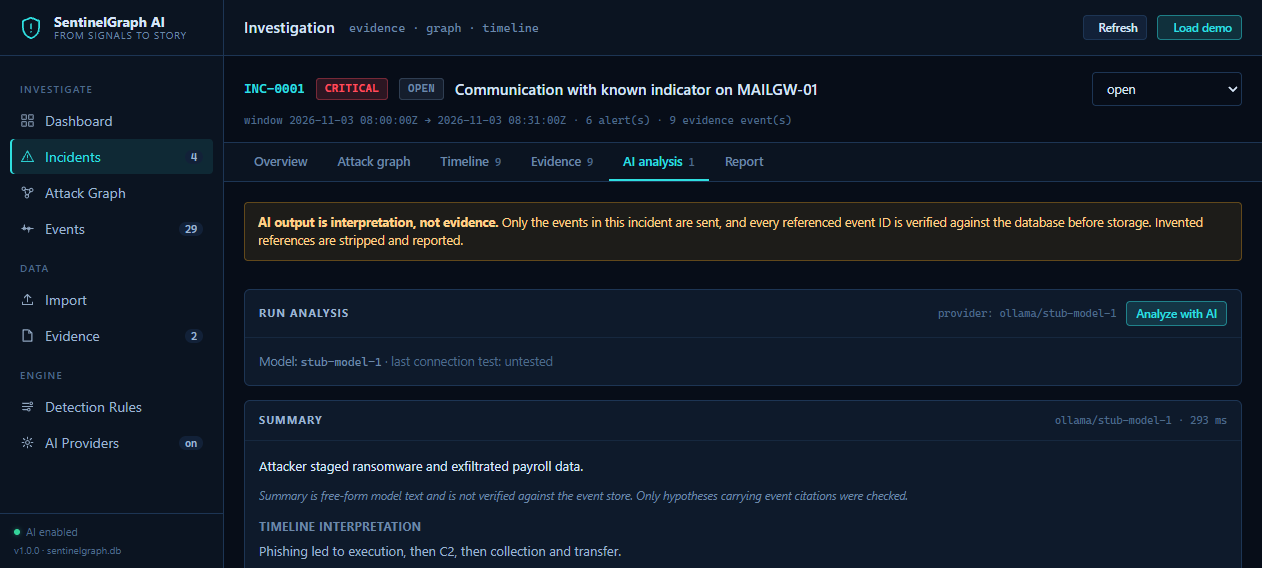 SentinelGraph AI
FROM SIGNALS TO STORY
INVESTIGATE
Dashboard
Incidents 4
Attack Graph
Events 29
DATA
Import
Evidence 2
ENGINE
Detection Rules
AI Providers on
AI enabled
v1.0.0 · sentinelgraph.db
Investigation evidence · graph · timeline
Refresh Load demo
INC-0001 CRITICAL OPEN Communication with known indicator on MAILGW-01
open
window 2026-11-03 08:00:00Z → 2026-11-03 08:31:00Z · 6 alert(s) · 9 evidence event(s)
Overview Attack graph Timeline 9 Evidence 9 AI analysis 1 Report
AI output is interpretation, not evidence. Only the events in this incident are sent, and every referenced event ID is verified against the database before storage. Invented
references are stripped and reported.
RUN ANALYSIS provider: ollama/stub-model-1 Analyze with AI
Model: stub-model-1 · last connection test: untested
SUMMARY ollama/stub-model-1 · 293 ms
Attacker staged ransomware and exfiltrated payroll data.
Summary is free-form model text and is not verified against the event store. Only hypotheses carrying event citations were checked.
TIMELINE INTERPRETATION
Phishing led to execution, then C2, then collection and transfer.